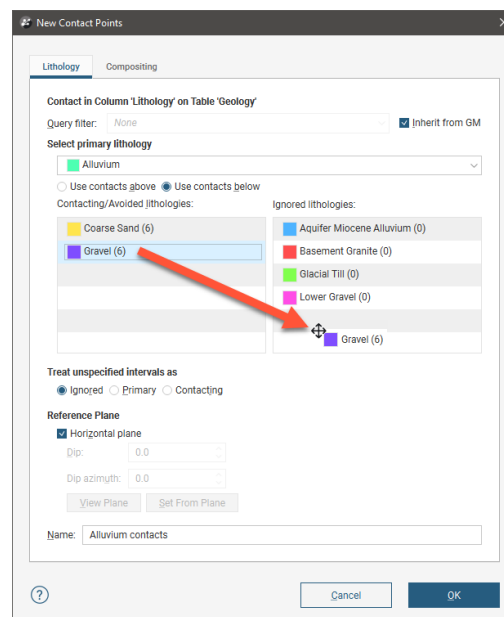 New Contact Points
Lithology Compositing
Contact in Column 'Lithology' on Table 'Geology'
Query filter: None Inherit from GM
Select primary lithology
Alluvium
Use contacts above Use contacts below
Contacting/Avoided lithologies: Ignored lithologies:
Coarse Sand (6) Aquifer Miocene Alluvium (0)
Gravel (6) Basement Granite (0)
Glacial Till (0)
Lower Gravel (0)
Gravel (6)
Treat unspecified intervals as
Ignored Primary Contacting
Reference Plane
Horizontal plane
Dip: 0.0
Dip azimuth: 0.0
View Plane Set From Plane
Name: Alluvium contacts
? Cancel OK